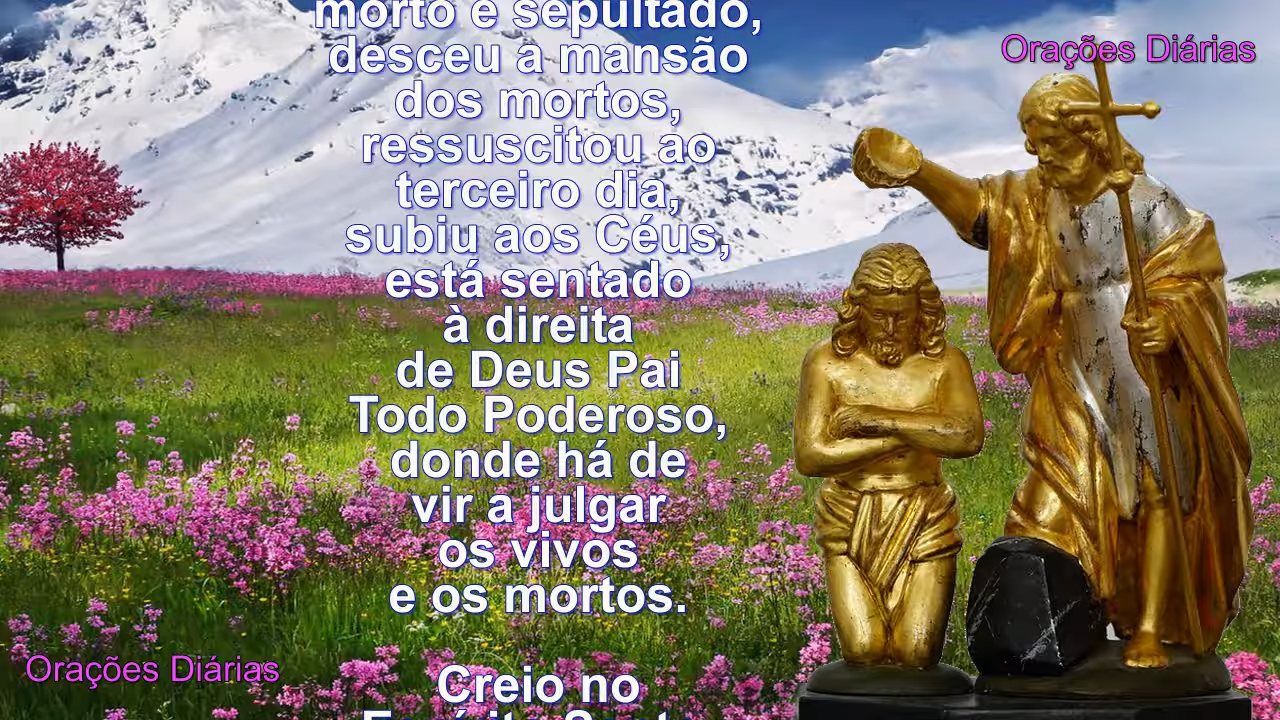 morto e sepultado,
desceu a mansão
dos mortos,
ressuscitou ao
terceiro dia,
subiu aos Céus,
está sentado
à direita
de Deus Pai
Todo Poderoso,
donde há de
vir a julgar
os vivos
e os mortos.
Creio no
Orações Diárias
Orações Diárias